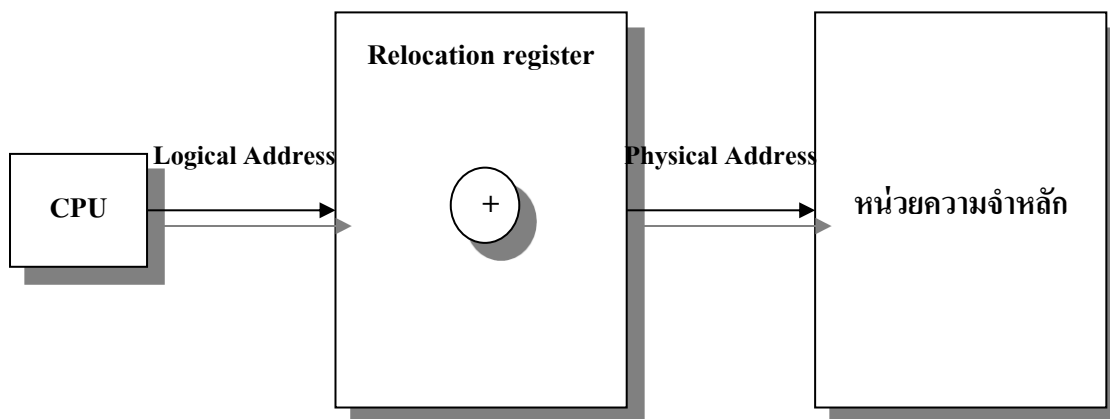 Relocation register
Logical Address
Physical Address
CPU
+
หน่วยความจำหลัก